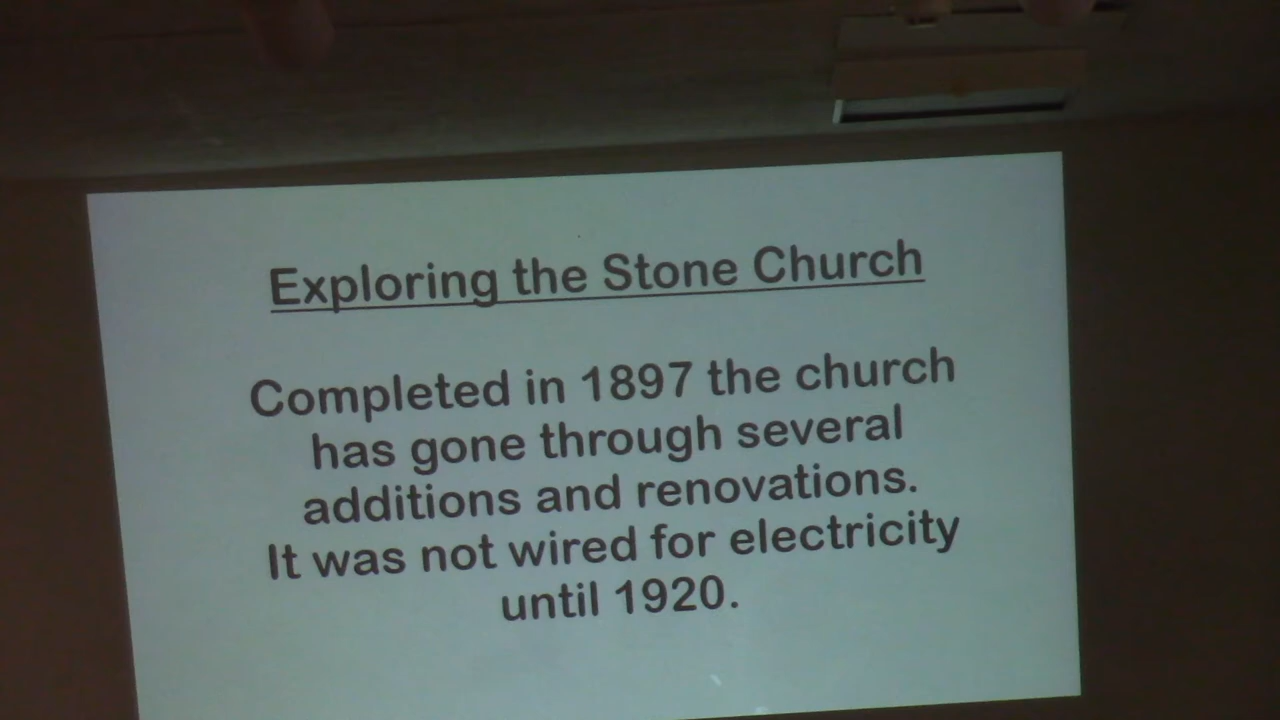 Exploring the Stone Church
Completed in 1897 the church
has gone through several
additions and renovations.
It was not wired for electricity
until 1920.